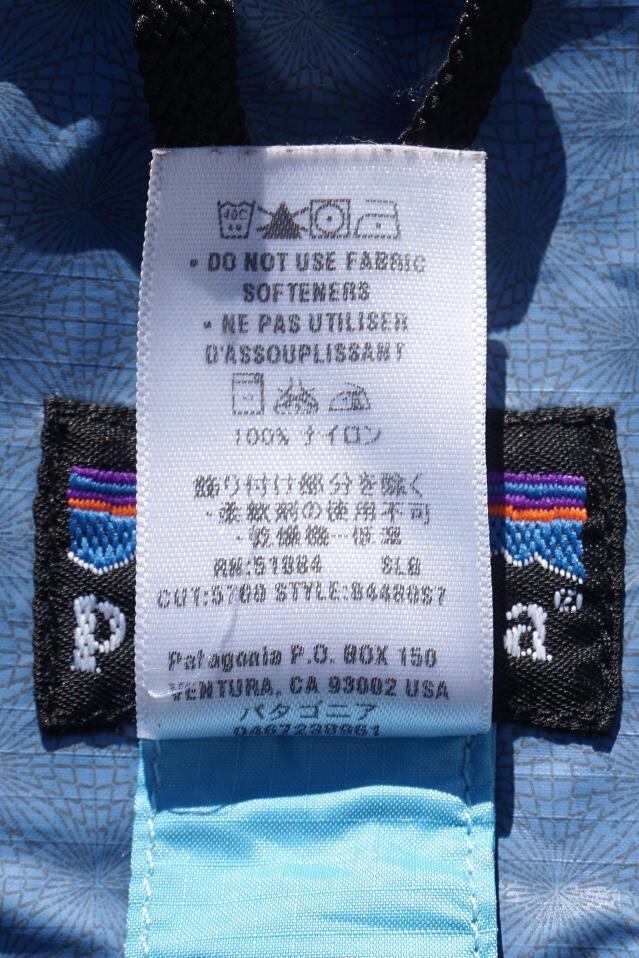 40C
• DO NOT USE FABRIC
SOFTENERS
• NE PAS UTILISER
D'ASSOUPLISSANT
100% ナイロン
飾り付け部分を除く
・柔軟剤の使用不可
・乾燥機…低温
RN:51884 SLB
CUT:5700 STYLE:84480S7
Patagonia P.O. BOX 150
VENTURA, CA 93002 USA
パタゴニア
0467238961
p a®